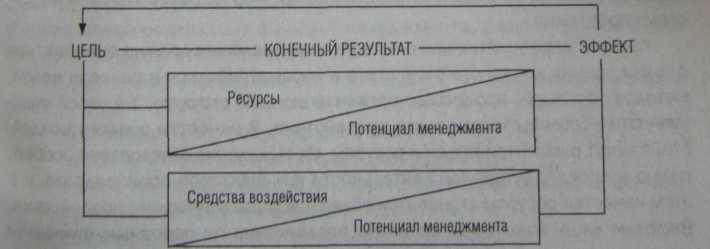 ЦЕЛЬ КОНЕЧНЫЙ РЕЗУЛЬТАТ ЭФФЕКТ
Ресурсы
Потенциал менеджмента
Средства воздействия
Потенциал менеджмента